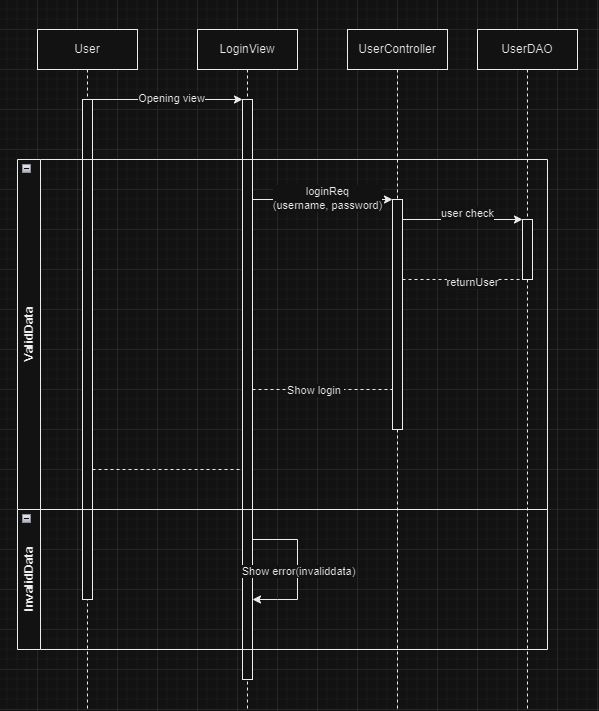 User
LoginView
UserController
UserDAO
Opening view
loginReq
(username, password)
user check
returnUser
ValidData
Show login
InvalidData
Show error(invaliddata)